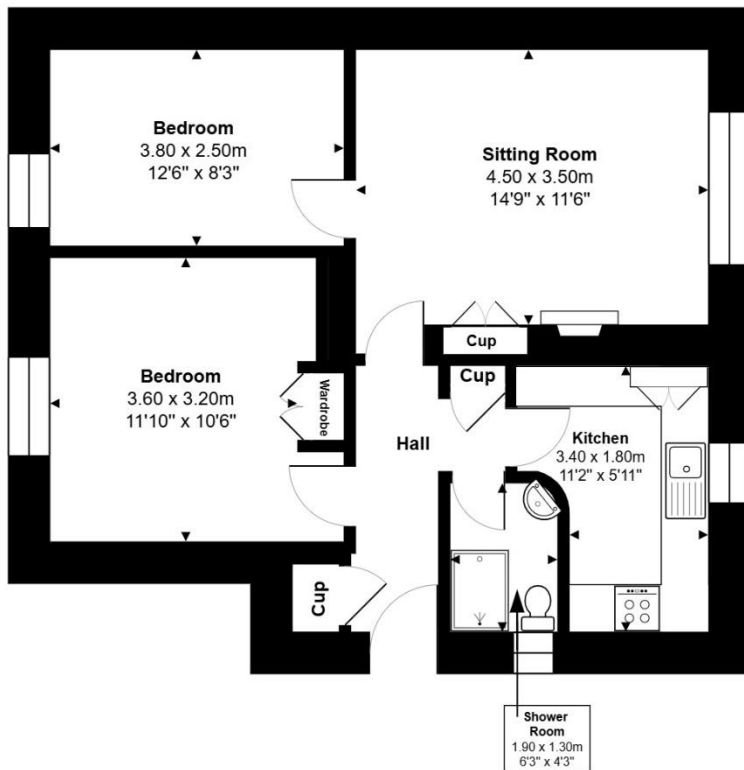 Bedroom
3.80 x 2.50m
12'6" x 8'3"
Sitting Room
4.50 x 3.50m
14'9" x 11'6"
Cup
Bedroom
3.60 x 3.20m
11'10" x 10'6"
Wardrobe
Cup
Hall
Kitchen
3.40 x 1.80m
11'2" x 5'11"
Cup
Shower
Room
1.90 x 1.30m
6'3" x 4'3"